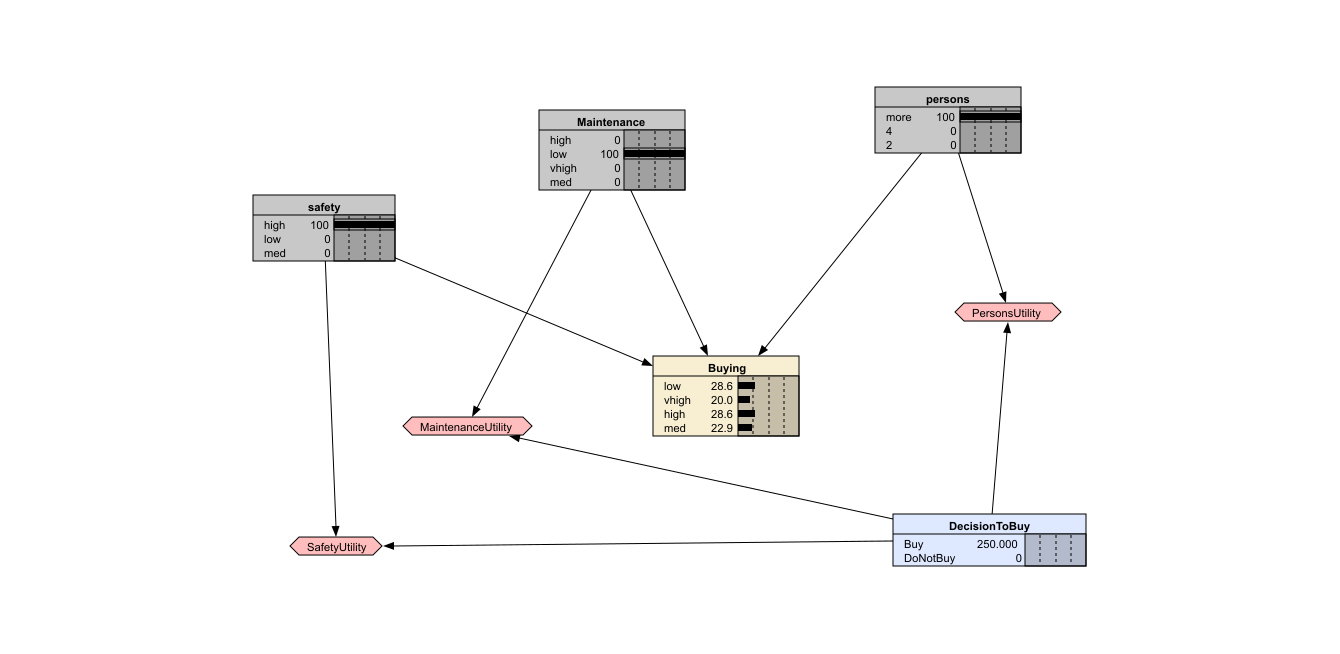 persons
more 100
4 0
2 0
Maintenance
high 0
low 100
vhigh 0
med 0
safety
high 100
low 0
med 0
PersonsUtility
Buying
low 28.6
vhigh 20.0
high 28.6
med 22.9
MaintenanceUtility
DecisionToBuy
Buy 250.000
DoNotBuy 0
SafetyUtility